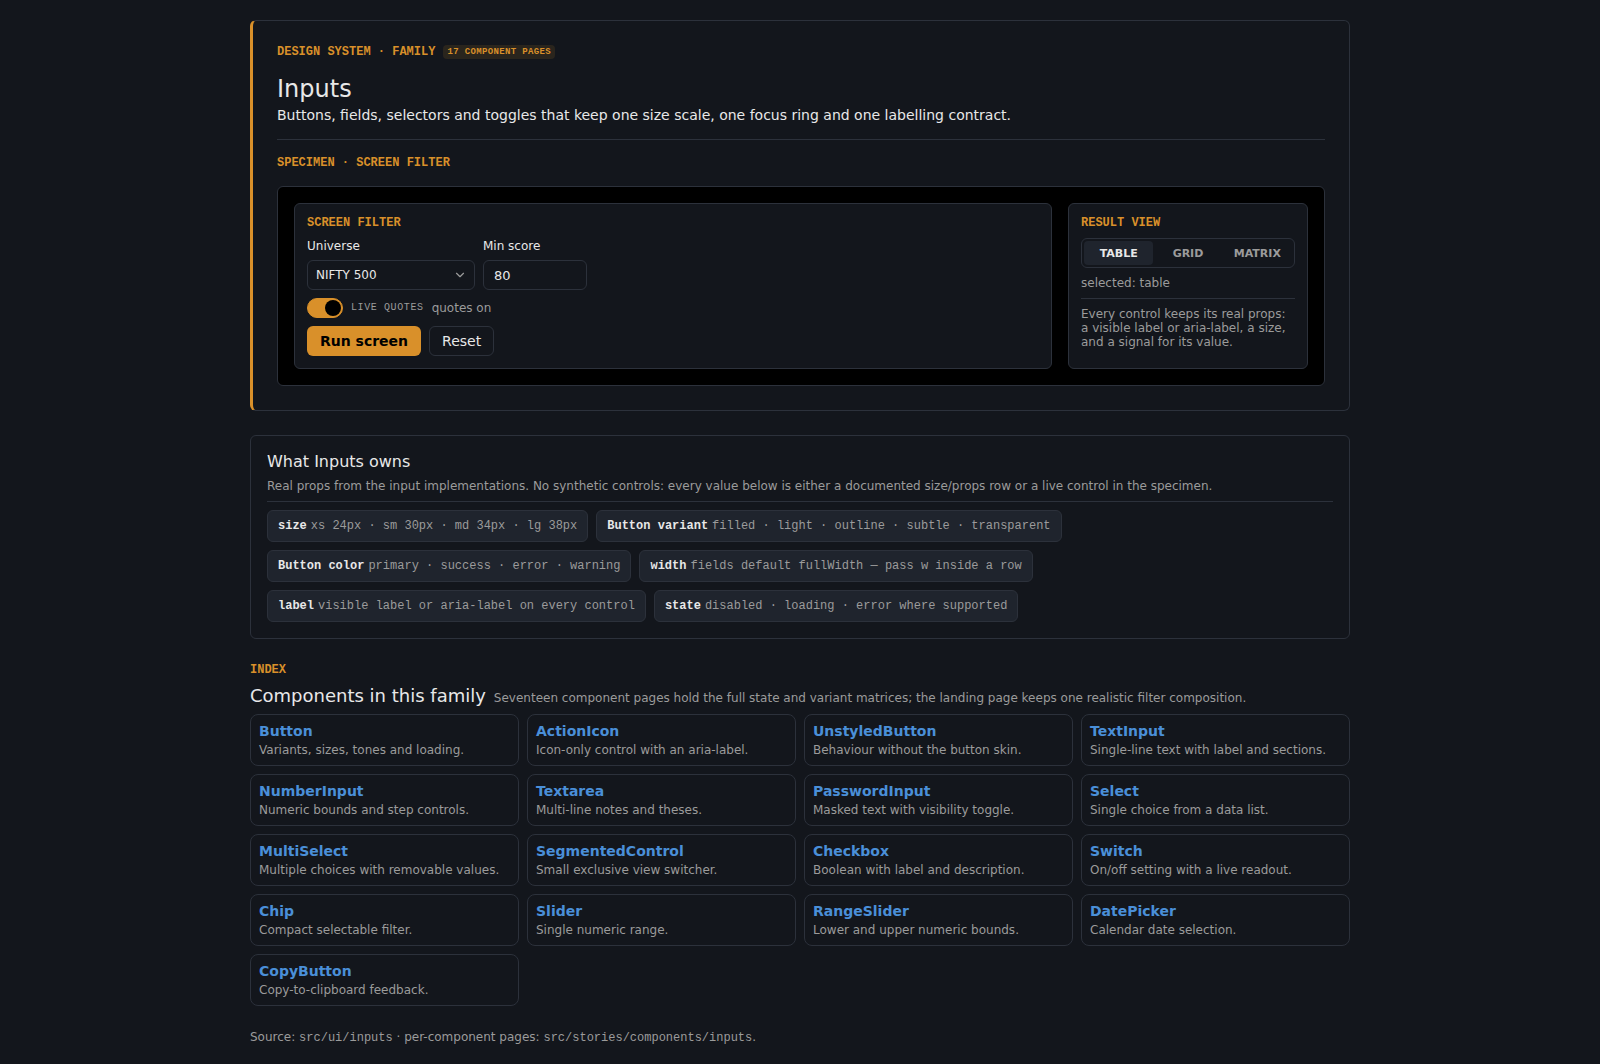 DESIGN SYSTEM · FAMILY 17 COMPONENT PAGES
Inputs
Buttons, fields, selectors and toggles that keep one size scale, one focus ring and one labelling contract.
SPECIMEN · SCREEN FILTER
SCREEN FILTER
Universe Min score
NIFTY 500 80
LIVE QUOTES quotes on
Run screen Reset
RESULT VIEW
TABLE GRID MATRIX
selected: table
Every control keeps its real props:
a visible label or aria-label, a size,
and a signal for its value.
What Inputs owns
Real props from the input implementations. No synthetic controls: every value below is either a documented size/props row or a live control in the specimen.
size xs 24px · sm 30px · md 34px · lg 38px Button variant filled · light · outline · subtle · transparent
Button color primary · success · error · warning width fields default fullWidth — pass w inside a row
label visible label or aria-label on every control state disabled · loading · error where supported
INDEX
Components in this family Seventeen component pages hold the full state and variant matrices; the landing page keeps one realistic filter composition.
Button
Variants, sizes, tones and loading.
ActionIcon
Icon-only control with an aria-label.
UnstyledButton
Behaviour without the button skin.
TextInput
Single-line text with label and sections.
NumberInput
Numeric bounds and step controls.
Textarea
Multi-line notes and theses.
PasswordInput
Masked text with visibility toggle.
Select
Single choice from a data list.
MultiSelect
Multiple choices with removable values.
SegmentedControl
Small exclusive view switcher.
Checkbox
Boolean with label and description.
Switch
On/off setting with a live readout.
Chip
Compact selectable filter.
Slider
Single numeric range.
RangeSlider
Lower and upper numeric bounds.
DatePicker
Calendar date selection.
CopyButton
Copy-to-clipboard feedback.
Source: src/ui/inputs · per-component pages: src/stories/components/inputs.